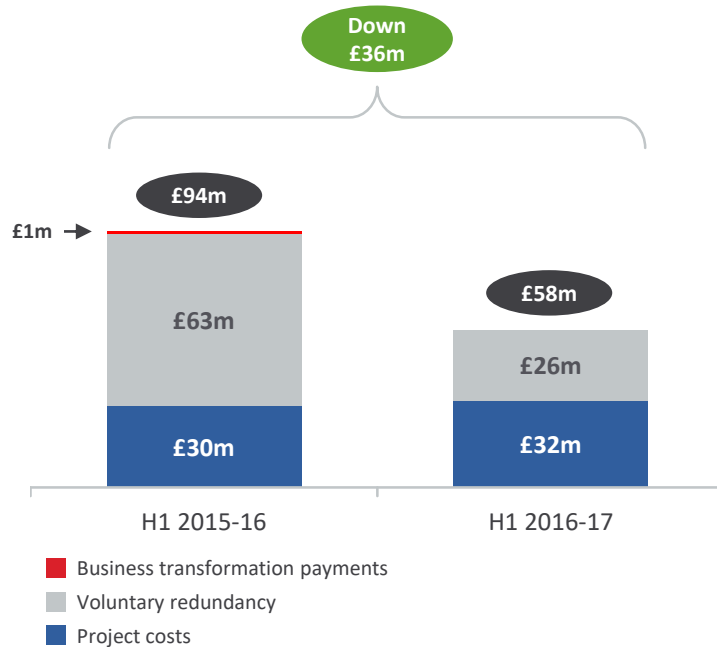 Down
£36m
£94m
£1m
£63m
£58m
£26m
£30m
£32m
H1 2015-16
H1 2016-17
Business transformation payments
Voluntary redundancy
Project costs